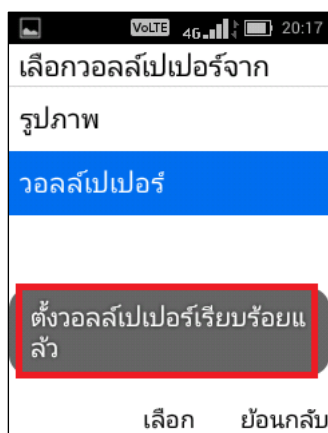 VoLTE 4G 20:17
เลือกวอลล์เปเปอร์จาก
รูปภาพ
วอลล์เปเปอร์
ตั้งวอลล์เปเปอร์เรียบร้อยแ
ล้ว
เลือก ย้อนกลับ